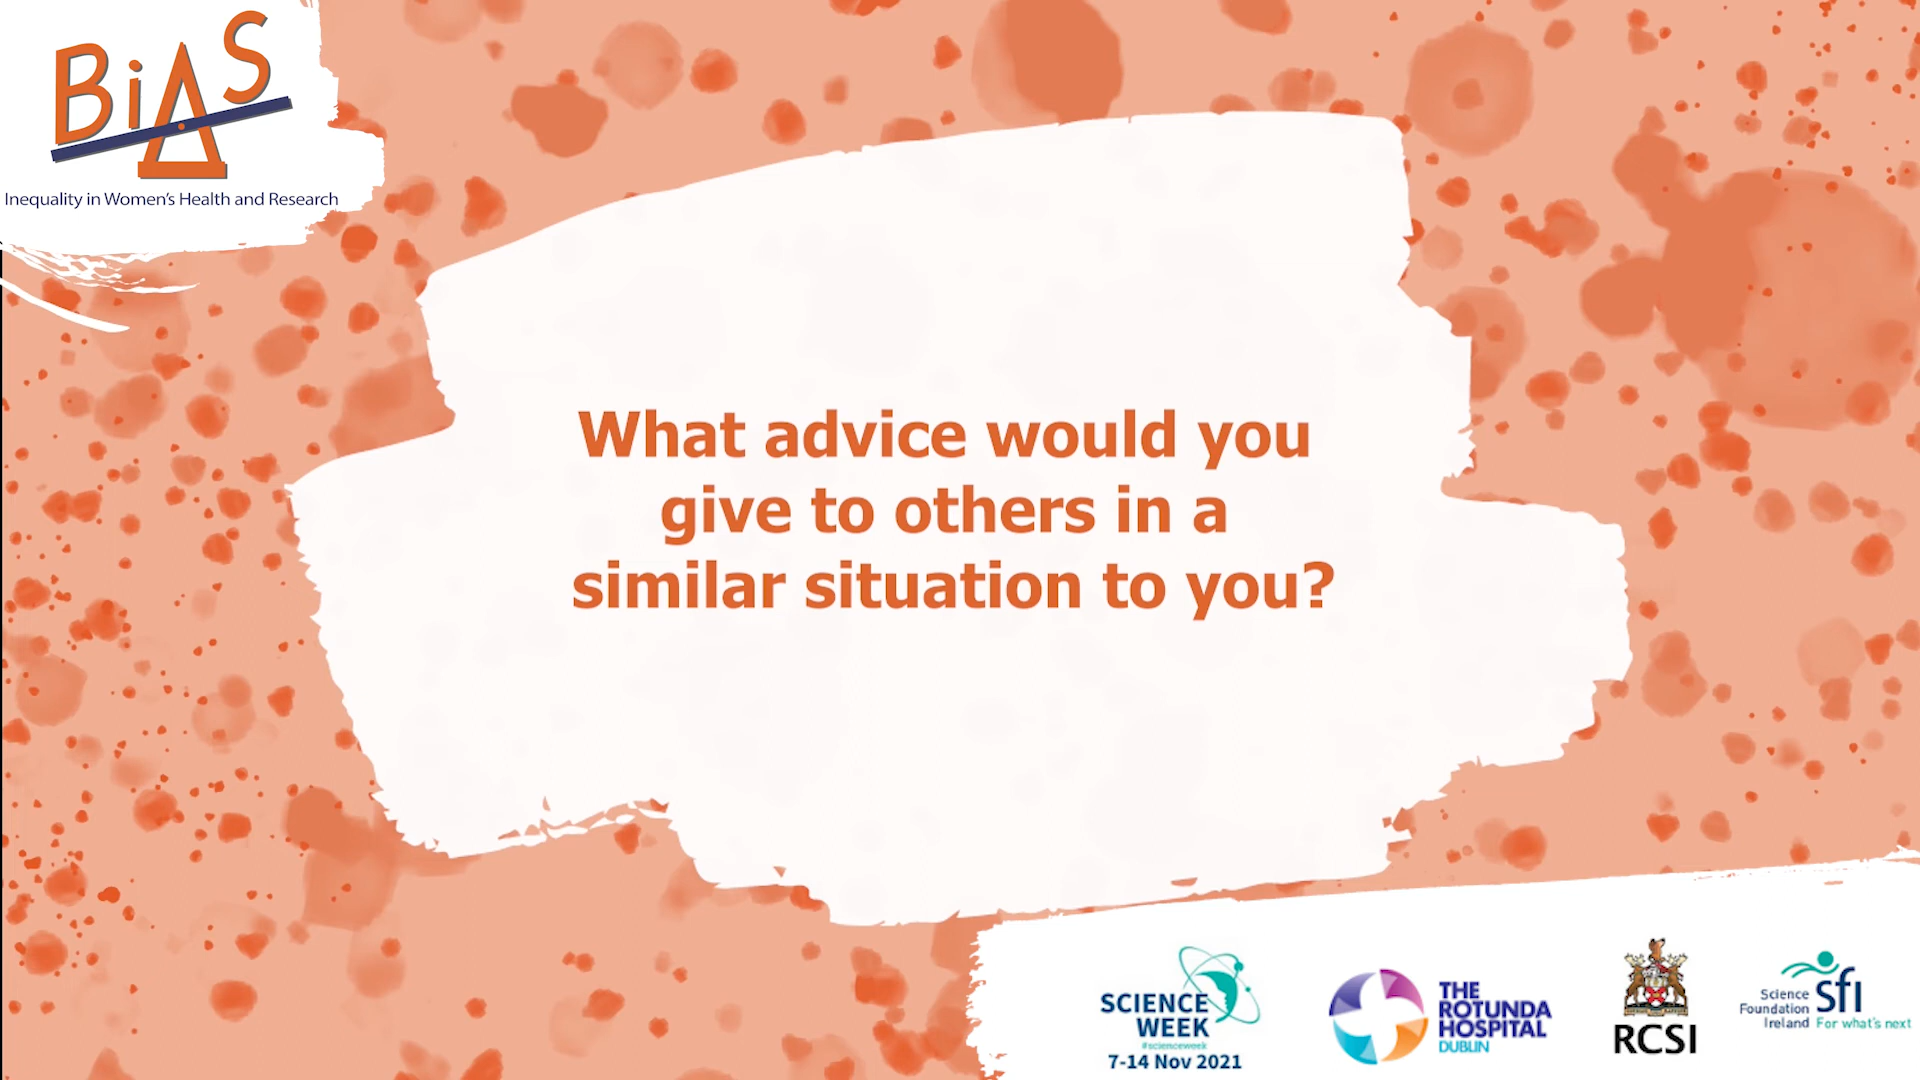 BiAS
Inequality in Women's Health and Research
What advice would you
give to others in a
similar situation to you?
SCIENCE
WEEK
#scienceweek
7-14 Nov 2021
THE
ROTUNDA
HOSPITAL
DUBLIN
RCSI
Science
Foundation
Ireland
sfi
For what's next